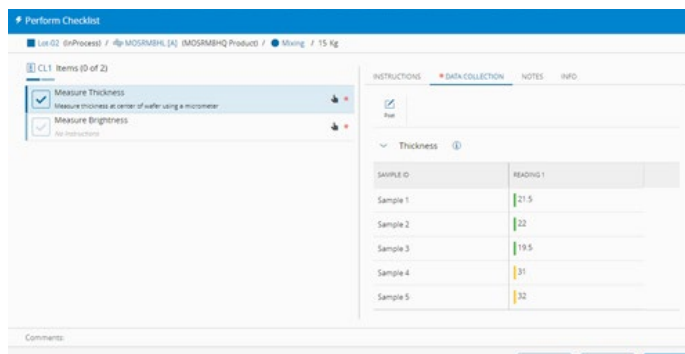 Perform Checklist
Lot-02 (InProcess) / MOSRMBHL [A] (MOSRMBHQ Product) / Mixing / 15 Kg
CL1 Items (0 of 2)
Measure Thickness
Measure thickness at center of wafer using a micrometer
Measure Brightness
No instructions
INSTRUCTIONS * DATA COLLECTION NOTES INFO
Post
Thickness
SAMPLE ID READING 1
Sample 1 21.5
Sample 2 22
Sample 3 19.5
Sample 4 31
Sample 5 32
Comments: